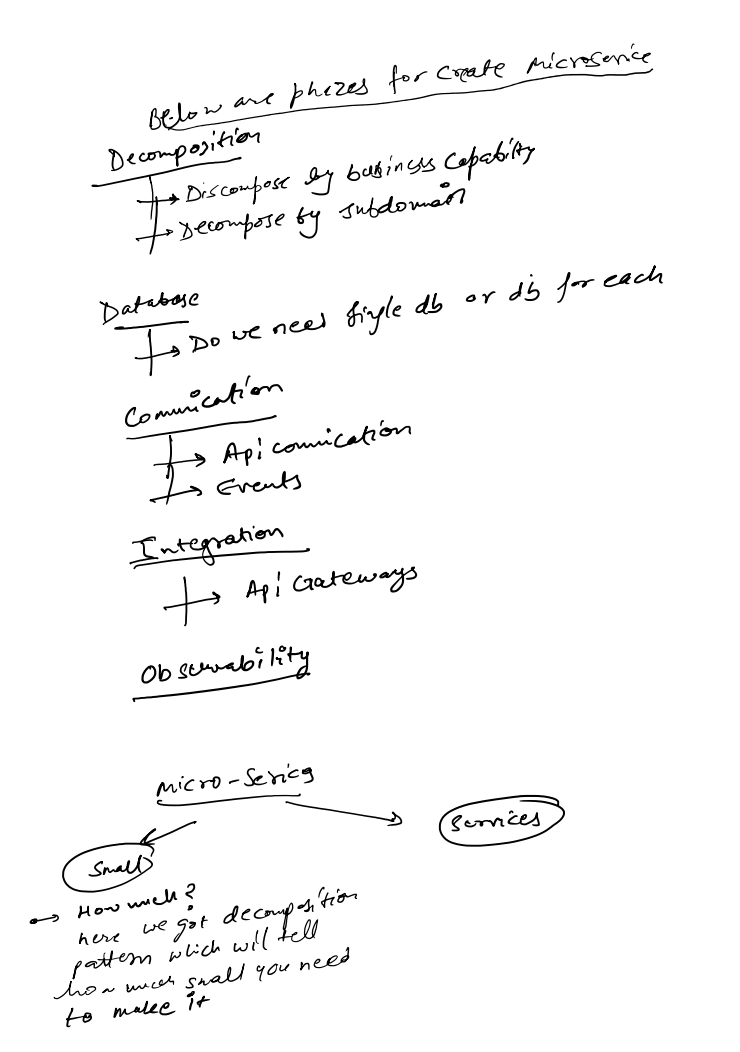 Below are phezes for create Microservice
Decomposition
→ Discompose by business capability
→ Decompose by subdomain
Database
→ Do we need single db or db for each
Comunication
→ Api comnication
→ Events
Integration
→ Api Gateways
Observability
Micro-Serices
Small
Services
→ How much?
here we got decomposition
pattern which will tell
how much small you need
to make it